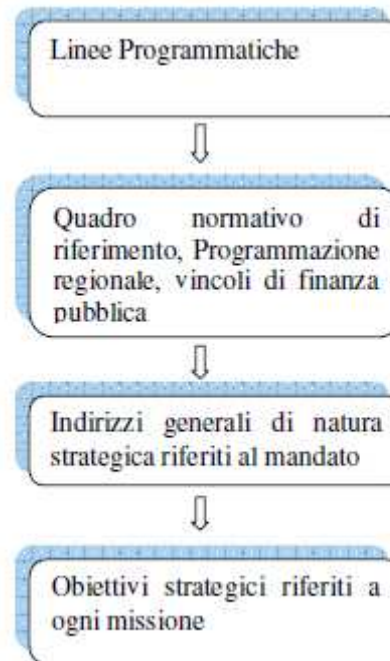 Linee Programmatiche
Quadro normativo di
riferimento, Programmazione
regionale, vincoli di finanza
pubblica
Indirizzi generali di natura
strategica riferiti al mandato
Obiettivi strategici riferiti a
ogni missione